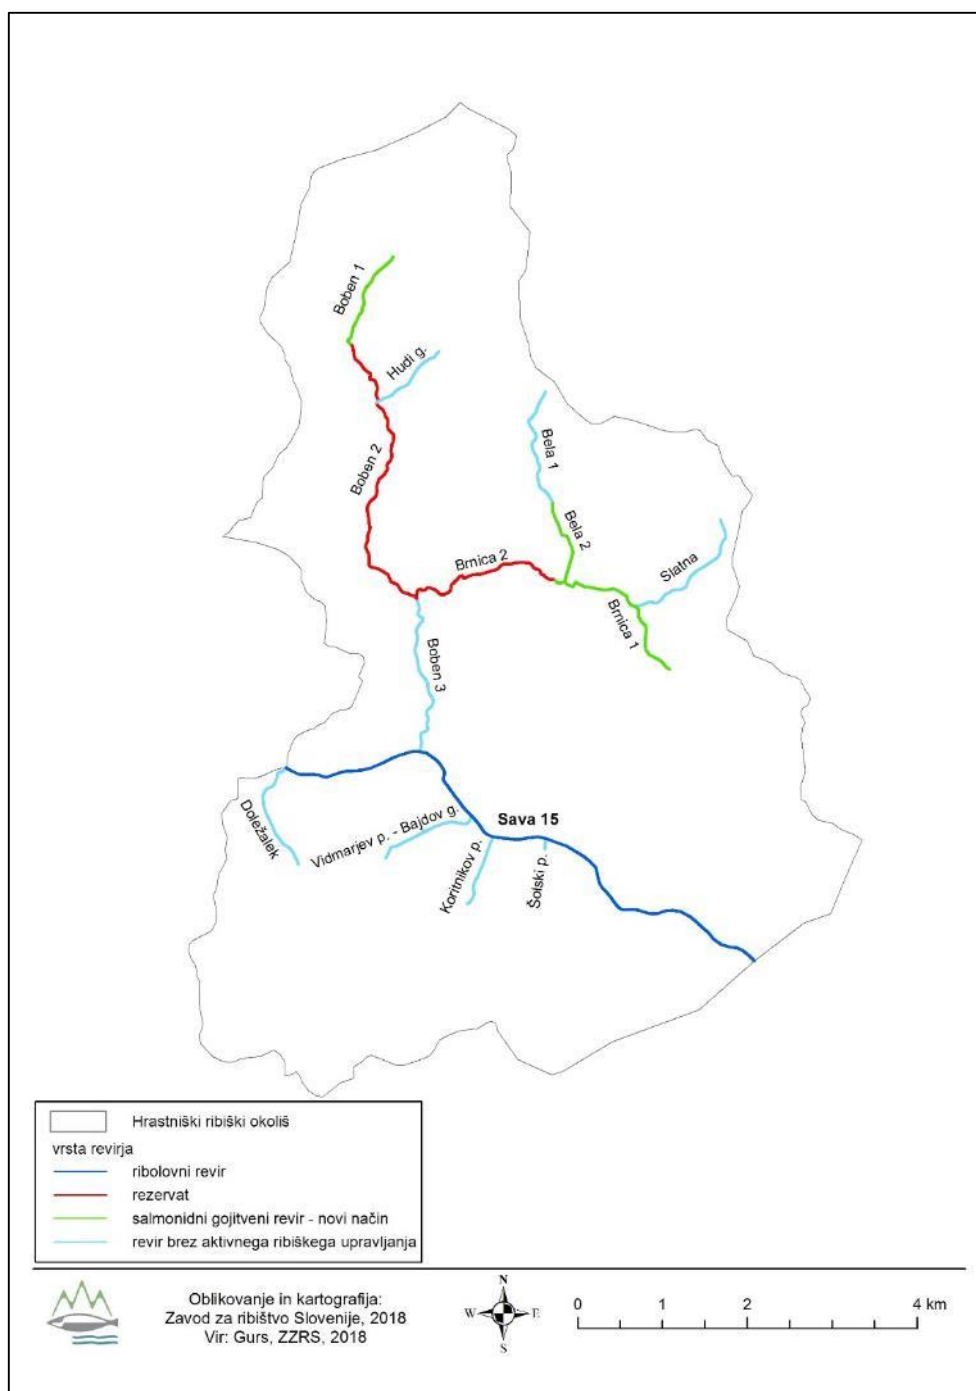 Boben 1
Hudi g.
Boben 2
Bela 1
Bela 2
Brnica 2
Slatna
Brnica 1
Boben 3
Doležalek
Vidmarjev p. - Bajdov g.
Sava 15
Koritnikov p.
Šolski p.
Hrastniški ribiški okoliš
vrsta revirja
ribolovni revir
rezervat
salmonidni gojitveni revir - novi način
revir brez aktivnega ribiškega upravljanja
Oblikovanje in kartografija:
Zavod za ribištvo Slovenije, 2018
Vir: Gurs, ZZRS, 2018
N
W E
S
0 1 2 4 km